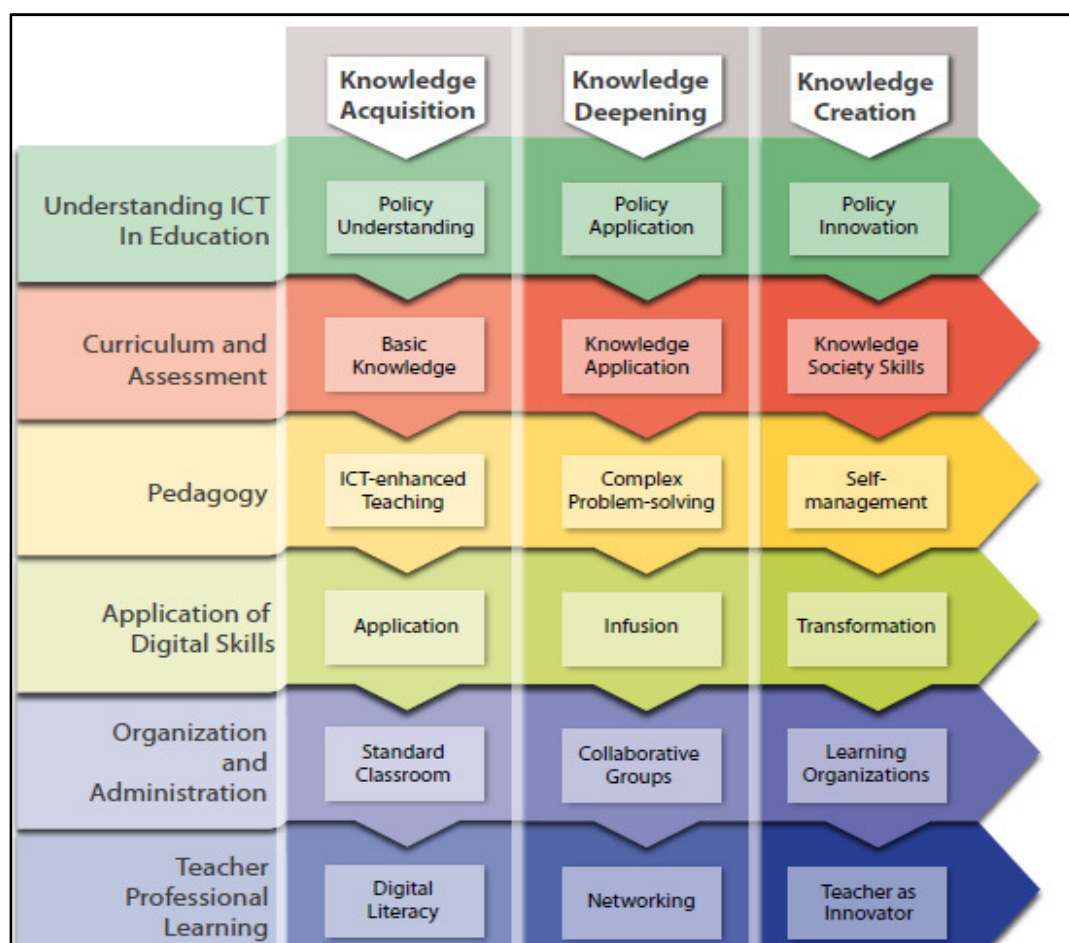 Knowledge
Acquisition
Knowledge
Deepening
Knowledge
Creation
Understanding ICT
In Education
Policy
Understanding
Policy
Application
Policy
Innovation
Curriculum and
Assessment
Basic
Knowledge
Knowledge
Application
Knowledge
Society Skills
Pedagogy
ICT-enhanced
Teaching
Complex
Problem-solving
Self-
management
Application of
Digital Skills
Application
Infusion
Transformation
Organization
and
Administration
Standard
Classroom
Collaborative
Groups
Learning
Organizations
Teacher
Professional
Learning
Digital
Literacy
Networking
Teacher as
Innovator